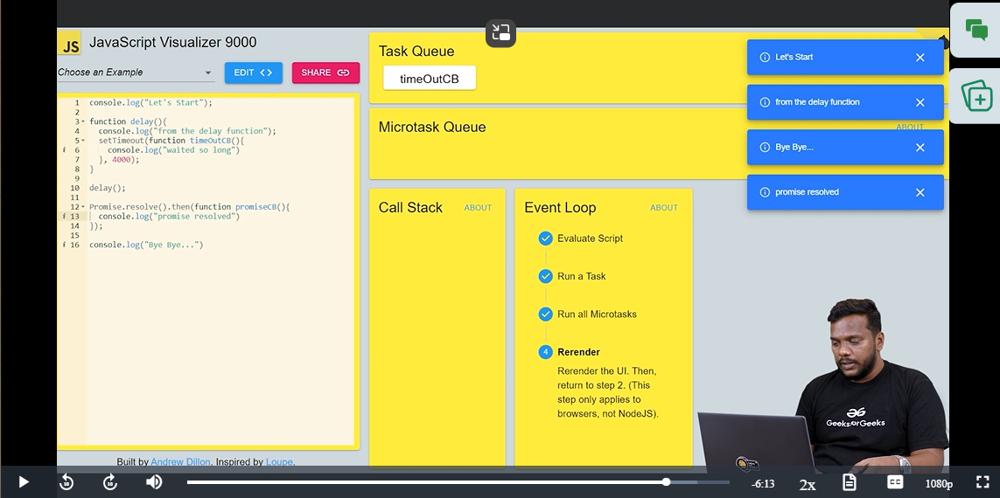 JS
JavaScript Visualizer 9000
Choose an Example
EDIT <>
SHARE
1 console.log("Let's Start");
2
3 function delay(){
4 console.log("from the delay function");
5 setTimeout(function timeOutCB(){
i 6 console.log("waited so long")
7 }, 4000);
8 }
9
10 delay();
11
12 Promise.resolve().then(function promiseCB(){
i 13 console.log("promise resolved")
14 });
15
i 16 console.log("Bye Bye...")
Built by Andrew Dillon. Inspired by Loupe.
Task Queue
timeOutCB
Microtask Queue
ABOUT
Call Stack
ABOUT
Event Loop
ABOUT
Evaluate Script
Run a Task
Run all Microtasks
4 Rerender
Rerender the UI. Then,
return to step 2. (This
step only applies to
browsers, not NodeJS).
Let's Start
from the delay function
Bye Bye...
promise resolved
GeeksforGeeks
10
10
-6:13
2x
CC
1080p